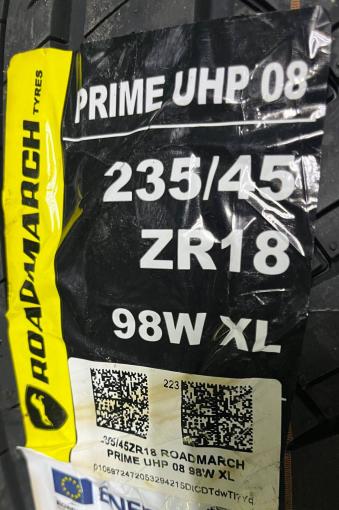 ROADMARCH TYRES
PRIME UHP 08
235/45
ZR18
98W XL
223
235/45ZR18 ROADMARCH
PRIME UHP 08 98W XL
ENER